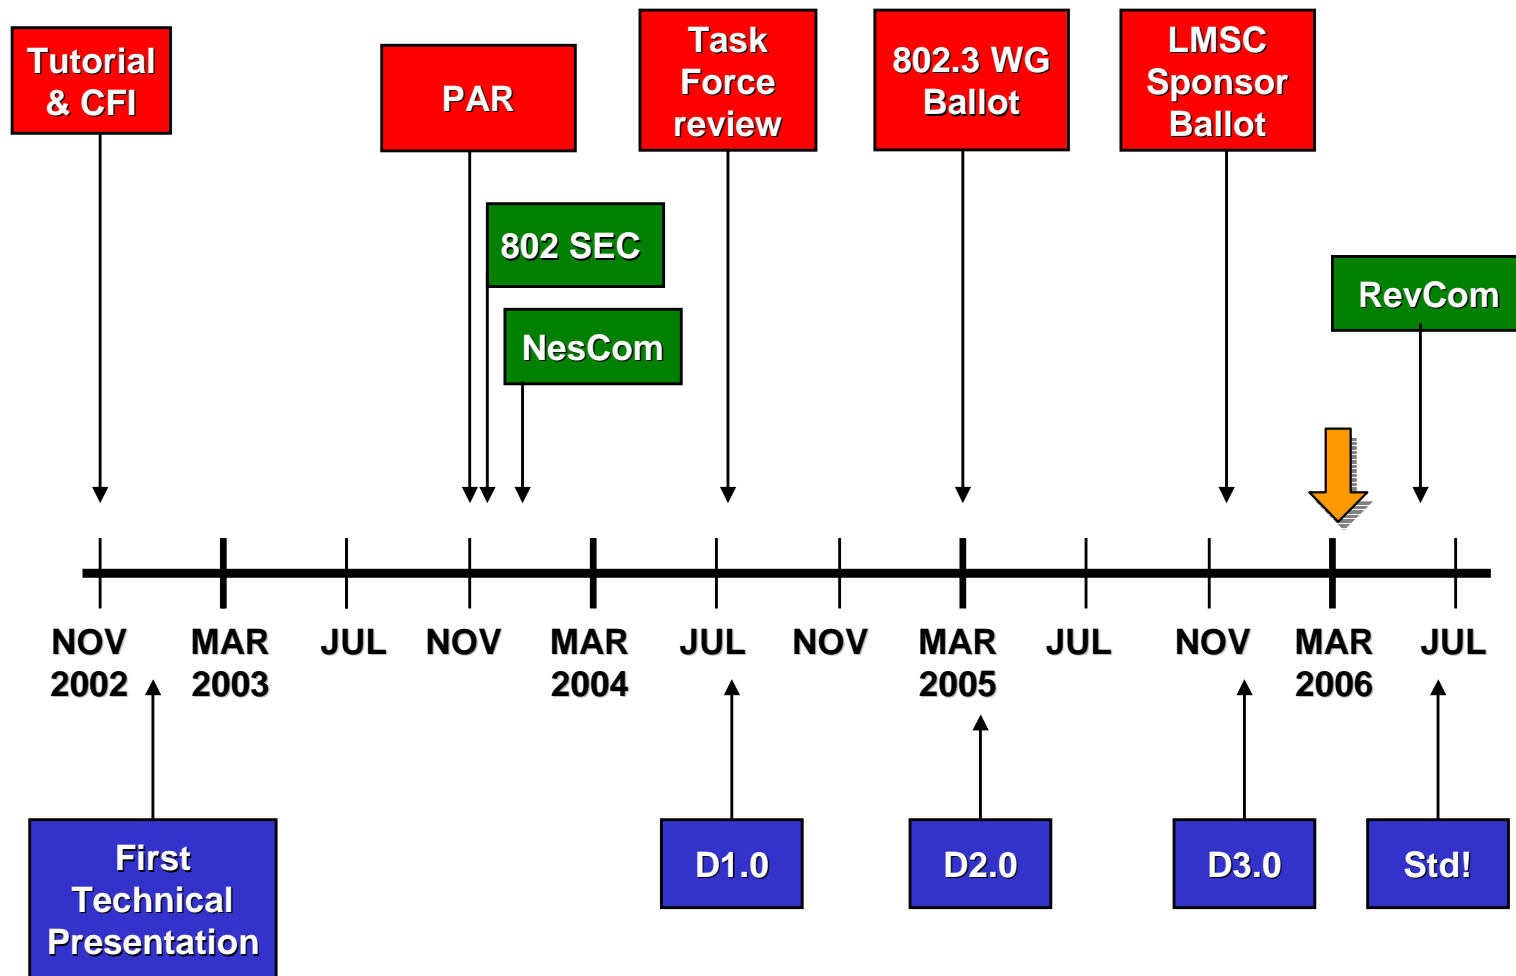 Tutorial
& CFI
PAR
Task
Force
review
802.3 WG
Ballot
LMSC
Sponsor
Ballot
802 SEC
NesCom
RevCom
NOV
2002
MAR
2003
JUL
NOV
MAR
2004
JUL
NOV
MAR
2005
JUL
NOV
MAR
2006
JUL
First
Technical
Presentation
D1.0
D2.0
D3.0
Std!